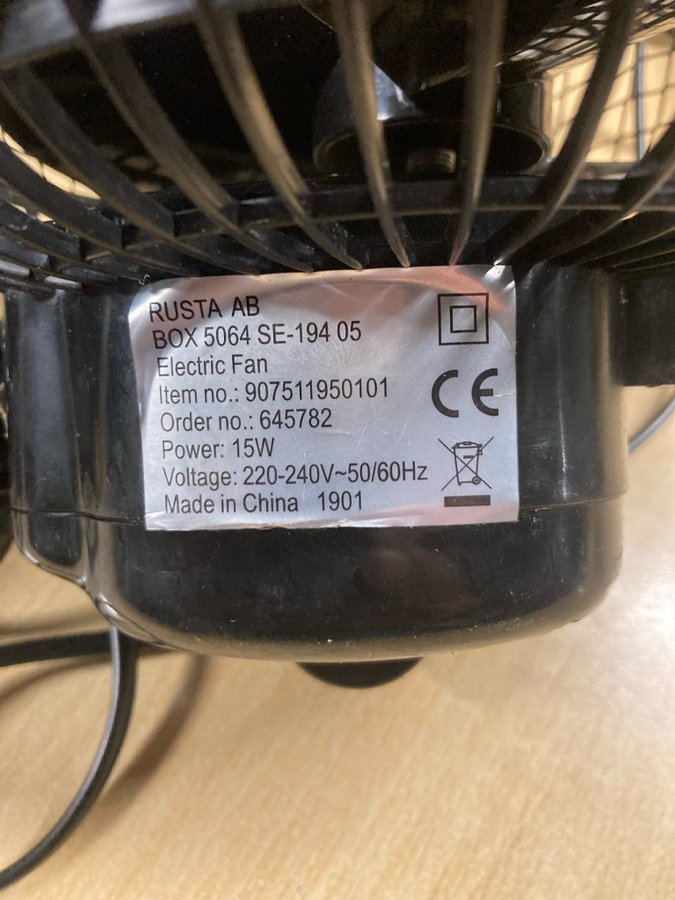 RUSTA AB
BOX 5064 SE-194 05
Electric Fan
Item no.: 907511950101
Order no.: 645782
Power: 15W
Voltage: 220-240V~50/60Hz
Made in China 1901
CE